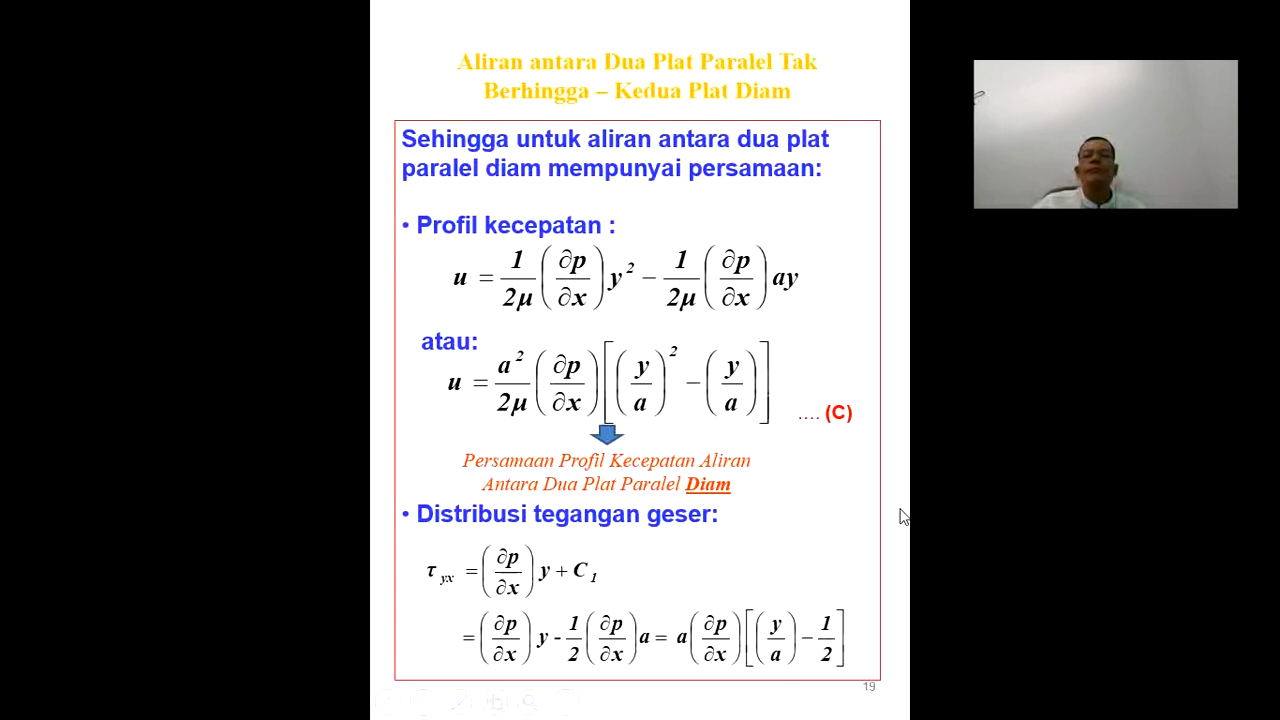 Aliran antara Dua Plat Paralel Tak
Berhingga – Kedua Plat Diam
Sehingga untuk aliran antara dua plat
paralel diam mempunyai persamaan:
• Profil kecepatan :
u = 1/2μ (∂p/∂x) y² − 1/2μ (∂p/∂x) ay
atau:
u = a²/2μ (∂p/∂x) [(y/a)² − (y/a)]
.... (C)
Persamaan Profil Kecepatan Aliran
Antara Dua Plat Paralel Diam
• Distribusi tegangan geser:
τyx = (∂p/∂x) y + C1
= (∂p/∂x) y - 1/2 (∂p/∂x) a = a (∂p/∂x) [(y/a) − 1/2]
19